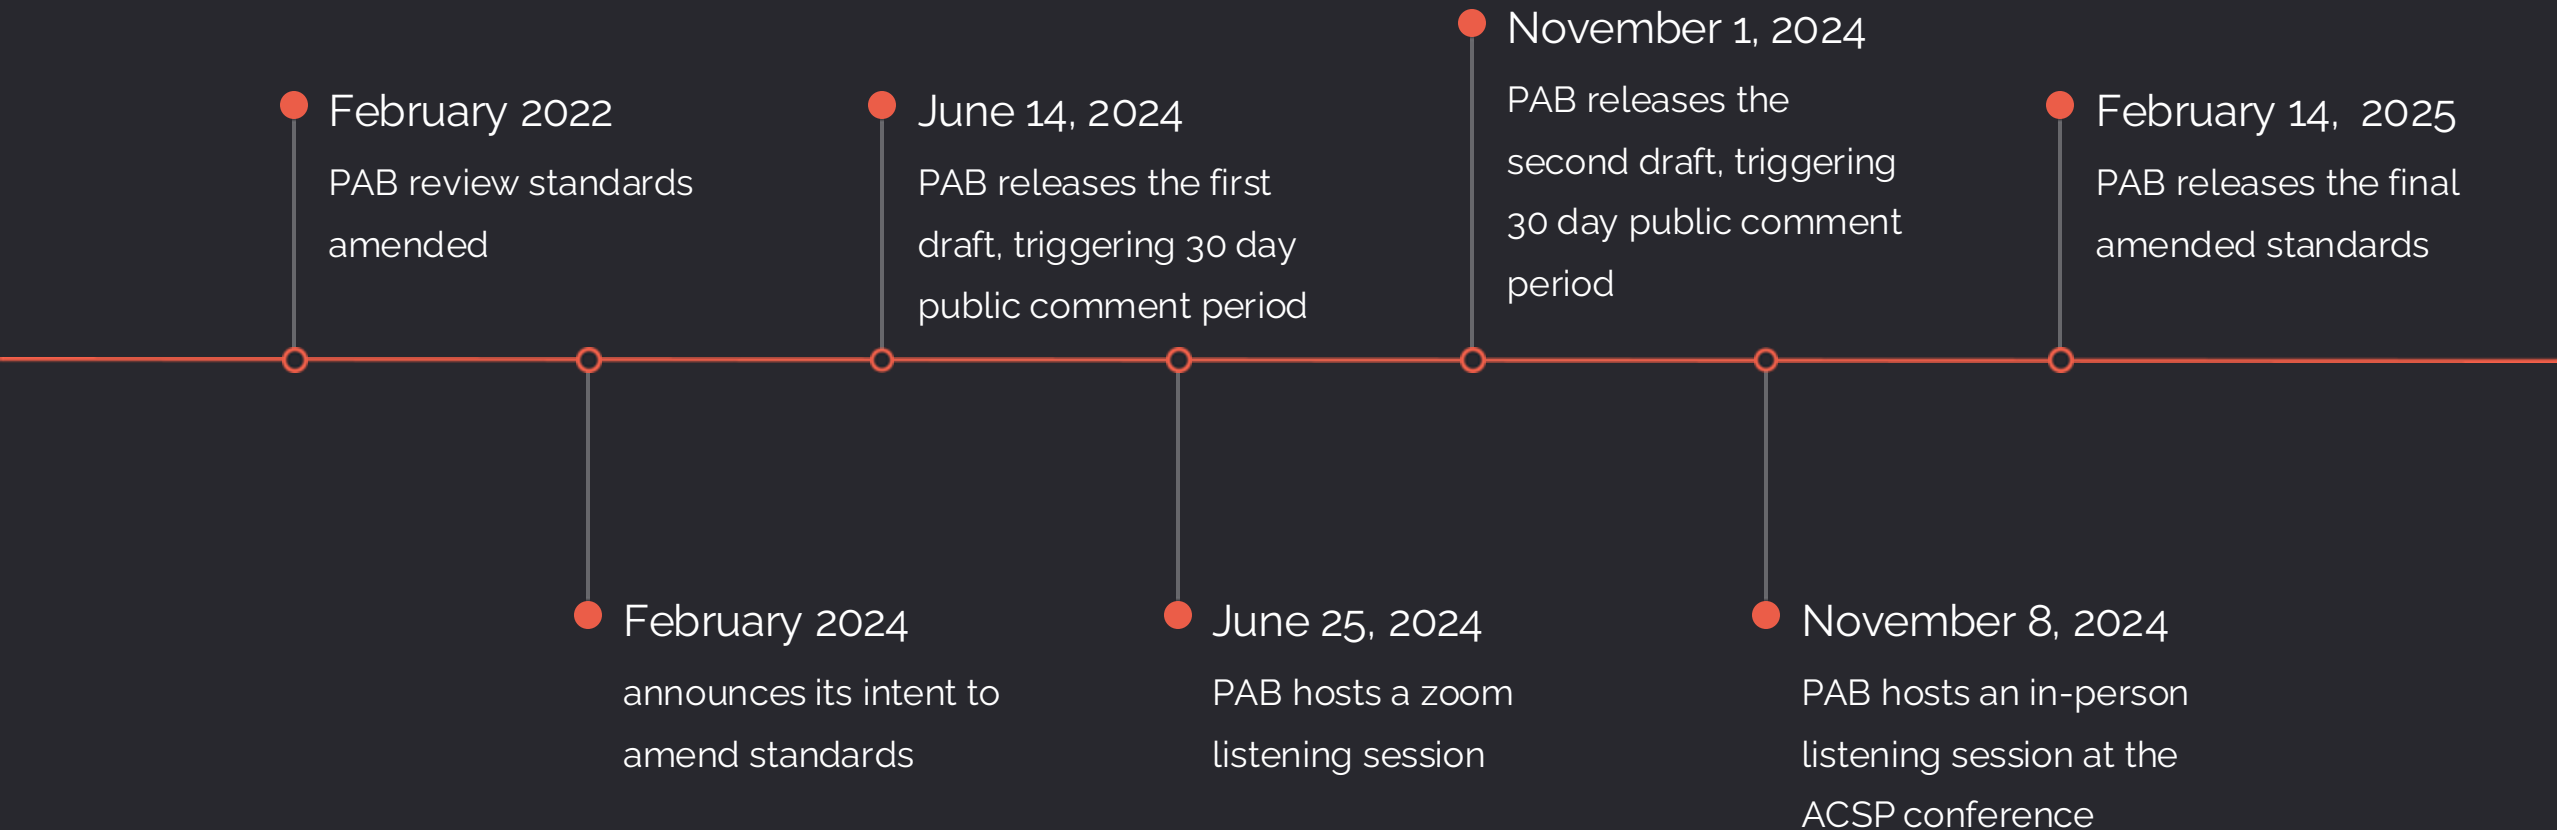 February 2022
PAB review standards
amended
February 2024
announces its intent to
amend standards
June 14, 2024
PAB releases the first
draft, triggering 30 day
public comment period
June 25, 2024
PAB hosts a zoom
listening session
November 1, 2024
PAB releases the
second draft, triggering
30 day public comment
period
November 8, 2024
PAB hosts an in-person
listening session at the
ACSP conference
February 14, 2025
PAB releases the final
amended standards